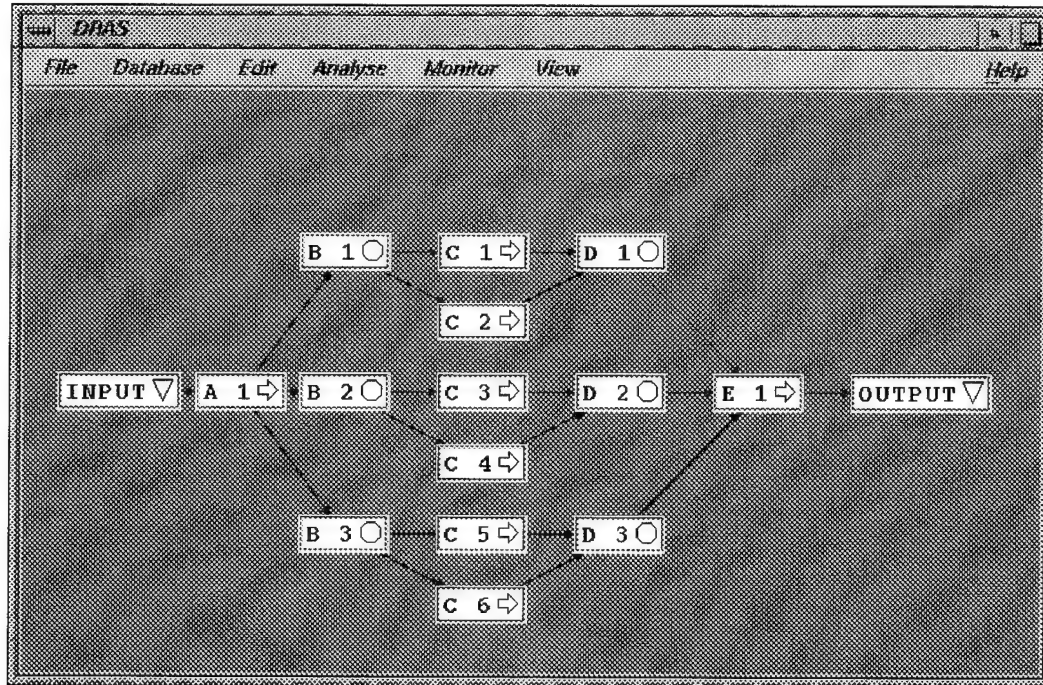 DRAS
File Database Edit Analyse Monitor View Help
B 1 C 1 D 1
C 2
INPUT A 1 B 2 C 3 D 2 E 1 OUTPUT
C 4
B 3 C 5 D 3
C 6